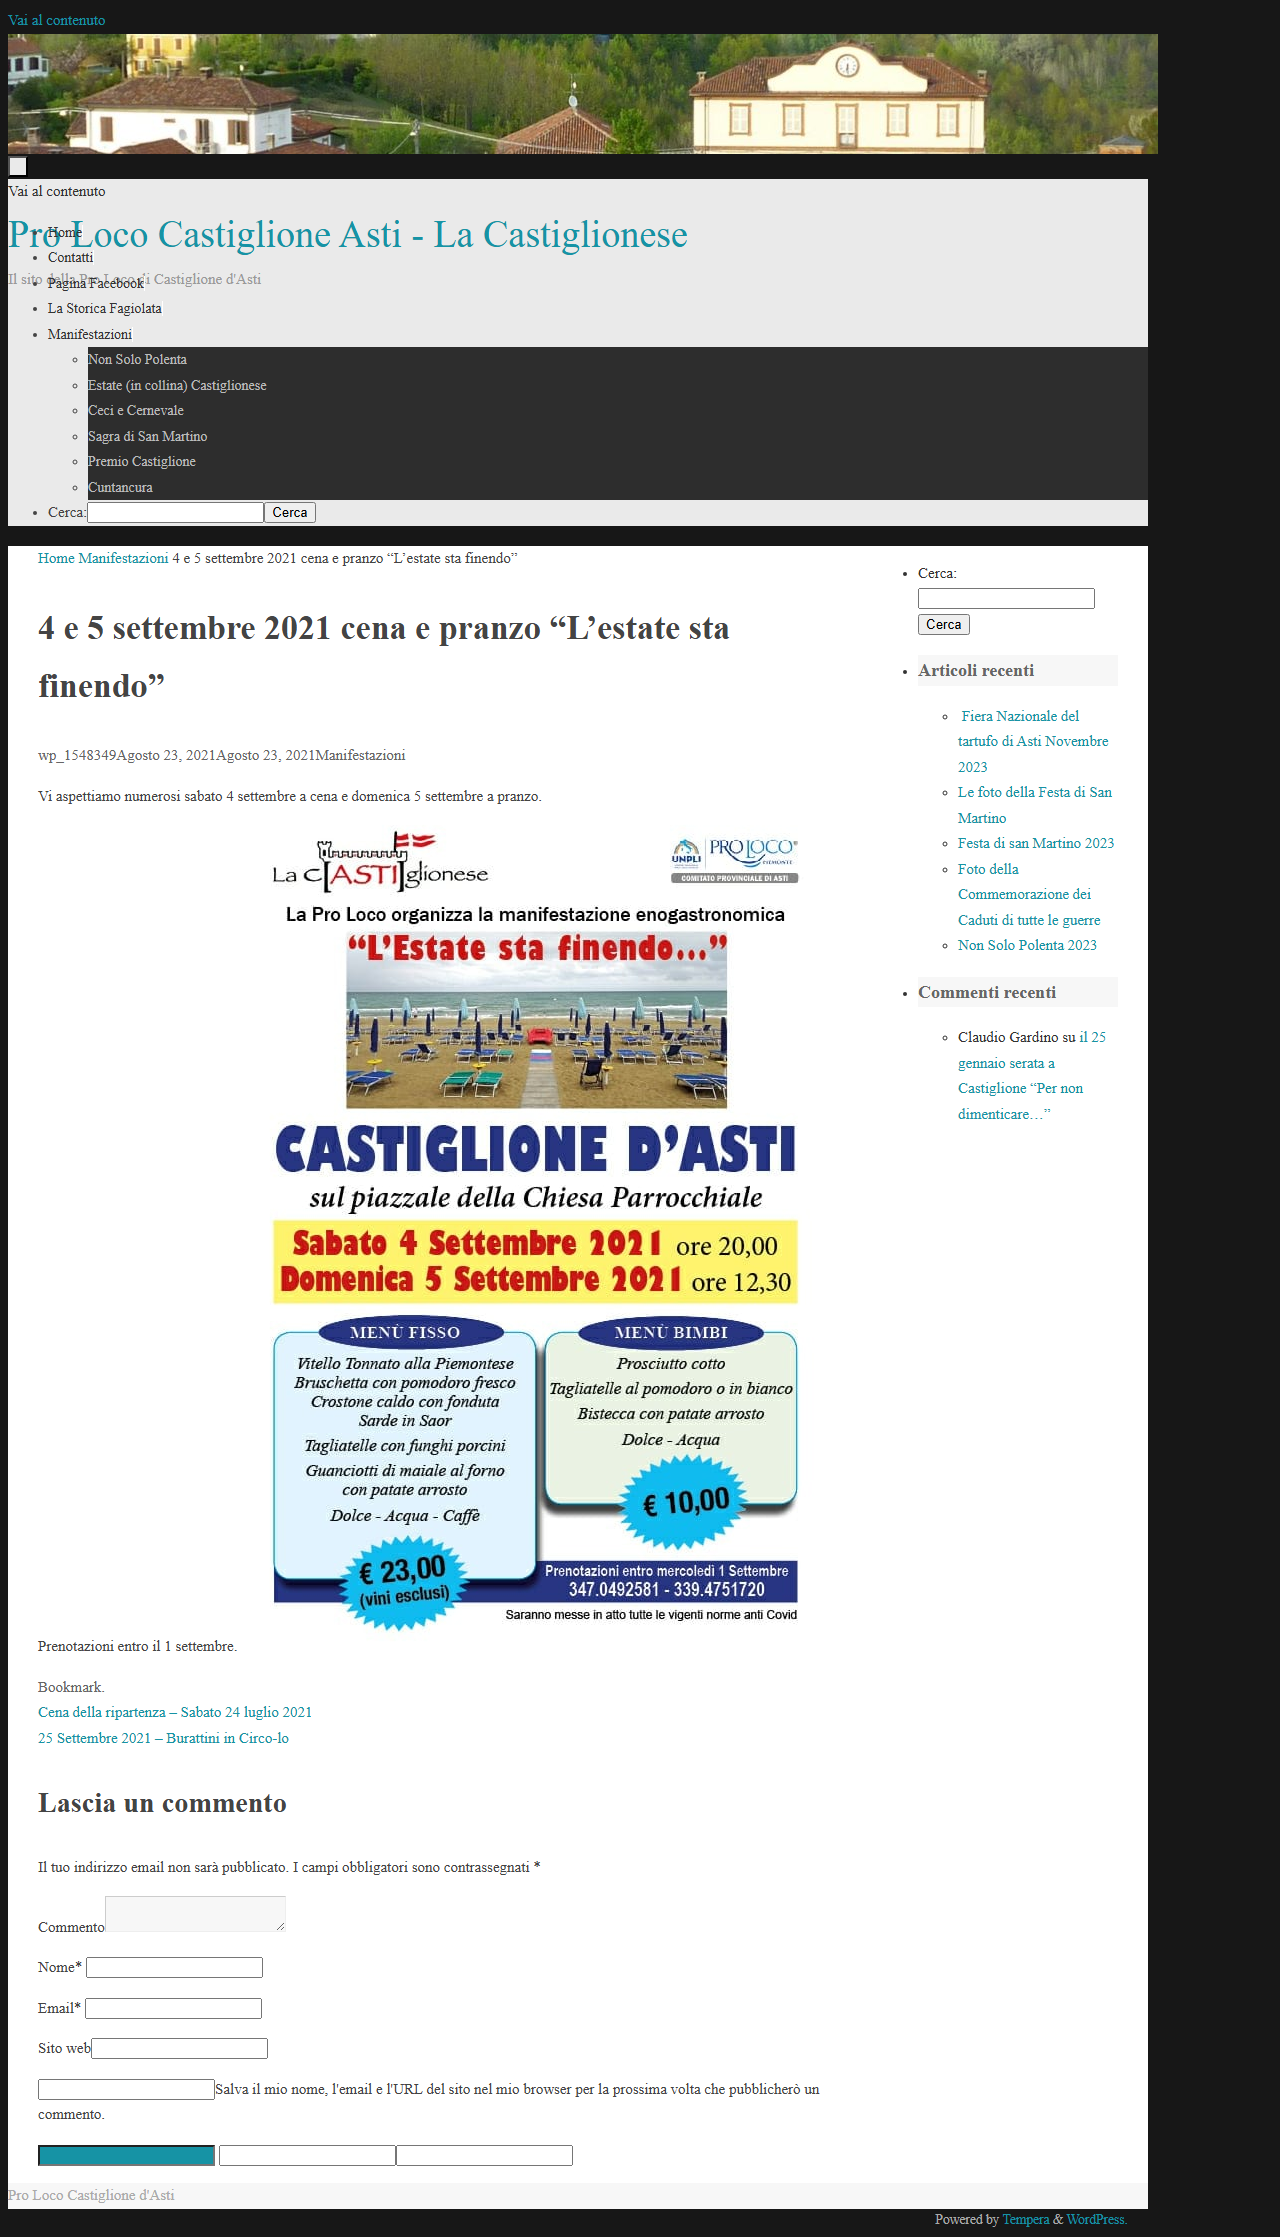 Vai al contenuto
Vai al contenuto
Pro Loco Castiglione Asti - La Castiglionese
Il sito della Pro Loco di Castiglione d'Asti
Home
Contatti
Pagina Facebook
La Storica Fagiolata
Manifestazioni
Non Solo Polenta
Estate (in collina) Castiglionese
Ceci e Cernevale
Sagra di San Martino
Premio Castiglione
Cuntancura
Cerca: Cerca
Home Manifestazioni 4 e 5 settembre 2021 cena e pranzo “L’estate sta finendo”
4 e 5 settembre 2021 cena e pranzo “L’estate sta
finendo”
wp_1548349Agosto 23, 2021Agosto 23, 2021Manifestazioni
Vi aspettiamo numerosi sabato 4 settembre a cena e domenica 5 settembre a pranzo.
La CASTIglionese
UNPLI PROLOCO PIEMONTE
COMITATO PROVINCIALE DI ASTI
La Pro Loco organizza la manifestazione enogastronomica
“L’Estate sta finendo...”
CASTIGLIONE D’ASTI
sul piazzale della Chiesa Parrocchiale
Sabato 4 Settembre 2021 ore 20,00
Domenica 5 Settembre 2021 ore 12,30
MENÙ FISSO
Vitello Tonnato alla Piemontese
Bruschetta con pomodoro fresco
Crostone caldo con fonduta
Sarde in Saor
Tagliatelle con funghi porcini
Guanciotti di maiale al forno
con patate arrosto
Dolce - Acqua - Caffè
€ 23,00
(vini esclusi)
MENÙ BIMBI
Prosciutto cotto
Tagliatelle al pomodoro o in bianco
Bistecca con patate arrosto
Dolce - Acqua
€ 10,00
Prenotazioni entro mercoledì 1 Settembre
347.0492581 - 339.4751720
Saranno messe in atto tutte le vigenti norme anti Covid
Prenotazioni entro il 1 settembre.
Bookmark.
Cena della ripartenza – Sabato 24 luglio 2021
25 Settembre 2021 – Burattini in Circo-lo
Lascia un commento
Il tuo indirizzo email non sarà pubblicato. I campi obbligatori sono contrassegnati *
Commento
Nome*
Email*
Sito web
Salva il mio nome, l'email e l'URL del sito nel mio browser per la prossima volta che pubblicherò un
commento.
Cerca:
Cerca
Articoli recenti
Fiera Nazionale del
tartufo di Asti Novembre
2023
Le foto della Festa di San
Martino
Festa di san Martino 2023
Foto della
Commemorazione dei
Caduti di tutte le guerre
Non Solo Polenta 2023
Commenti recenti
Claudio Gardino su il 25
gennaio serata a
Castiglione “Per non
dimenticare…”
Pro Loco Castiglione d'Asti
Powered by Tempera & WordPress.